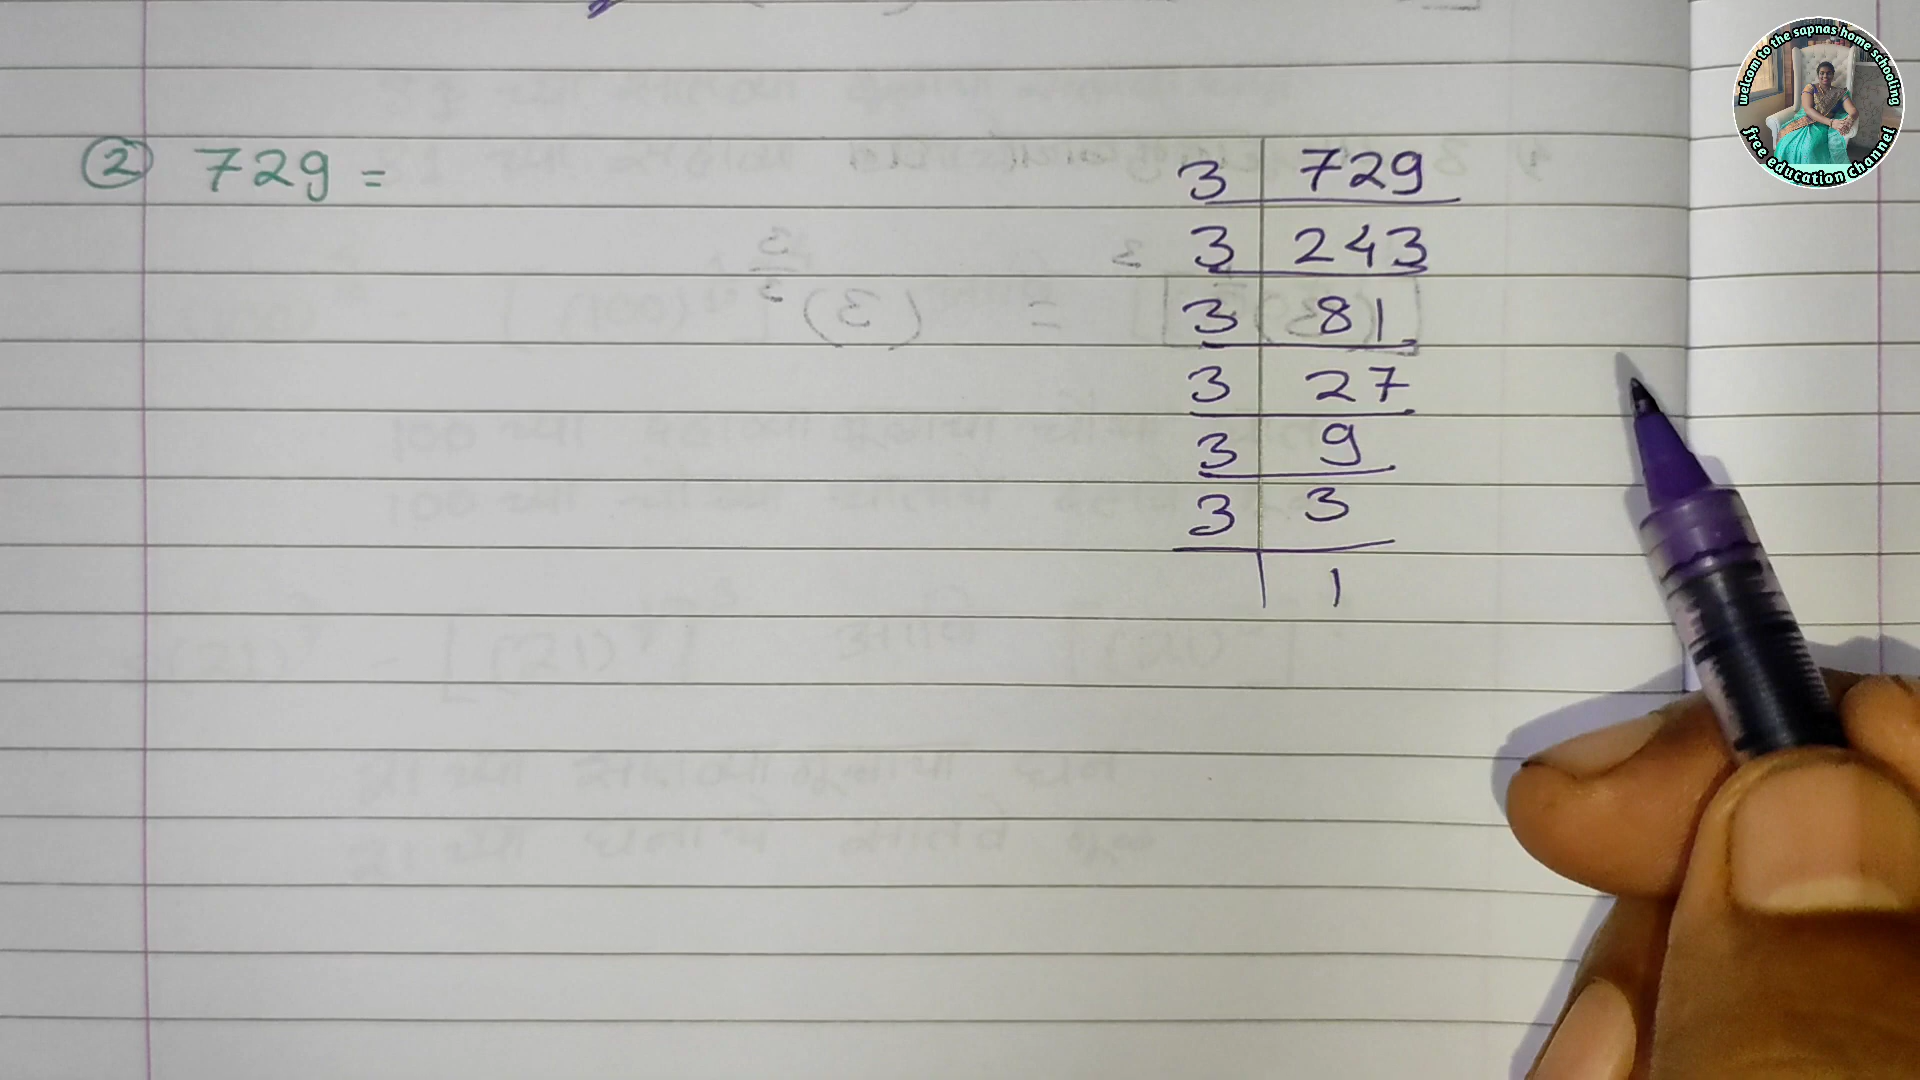 welcom to the sapnas home schooling
free education channel
② 729 =
3 | 729
3 | 243
3 | 81
3 | 27
3 | 9
3 | 3
| 1